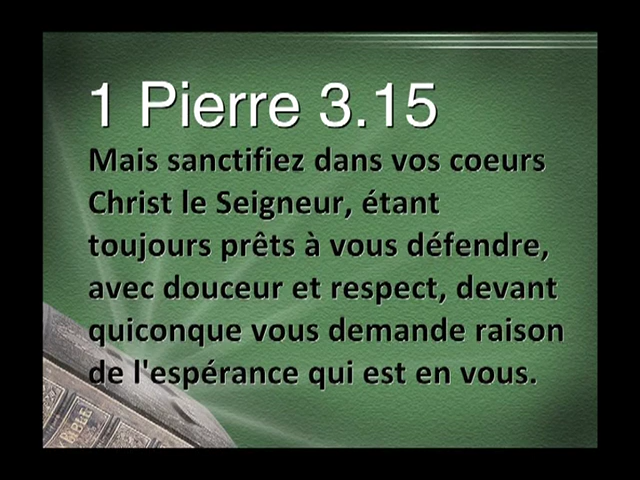 1 Pierre 3.15
Mais sanctifiez dans vos coeurs
Christ le Seigneur, étant
toujours prêts à vous défendre,
avec douceur et respect, devant
quiconque vous demande raison
de l'espérance qui est en vous.
BIBLE